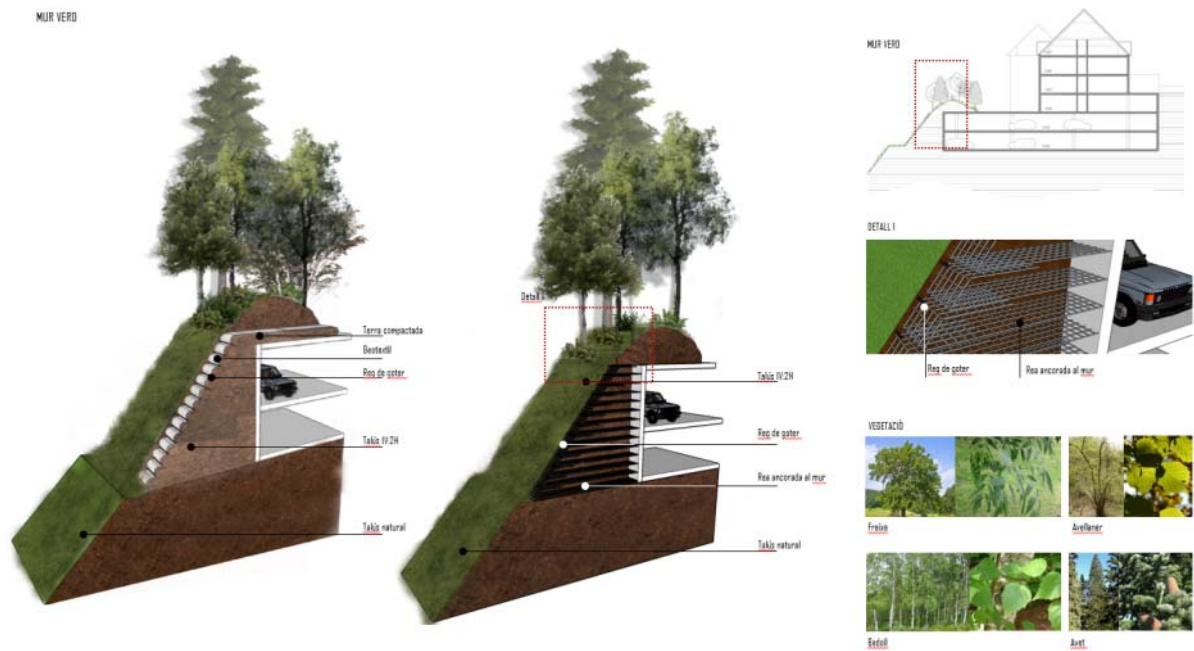 MUR VERD
Terra compactada
Geotextil
Reg de goter
Talús 1V:2H
Talús natural
Detall 1
Talús 1V:2H
Reg de goter
Rea ancorada al mur
Talús natural
MUR VERD
DETALL 1
Reg de goter
Rea ancorada al mur
VEGETACIÓ
Freixe
Avellaner
Bedoll
Avet